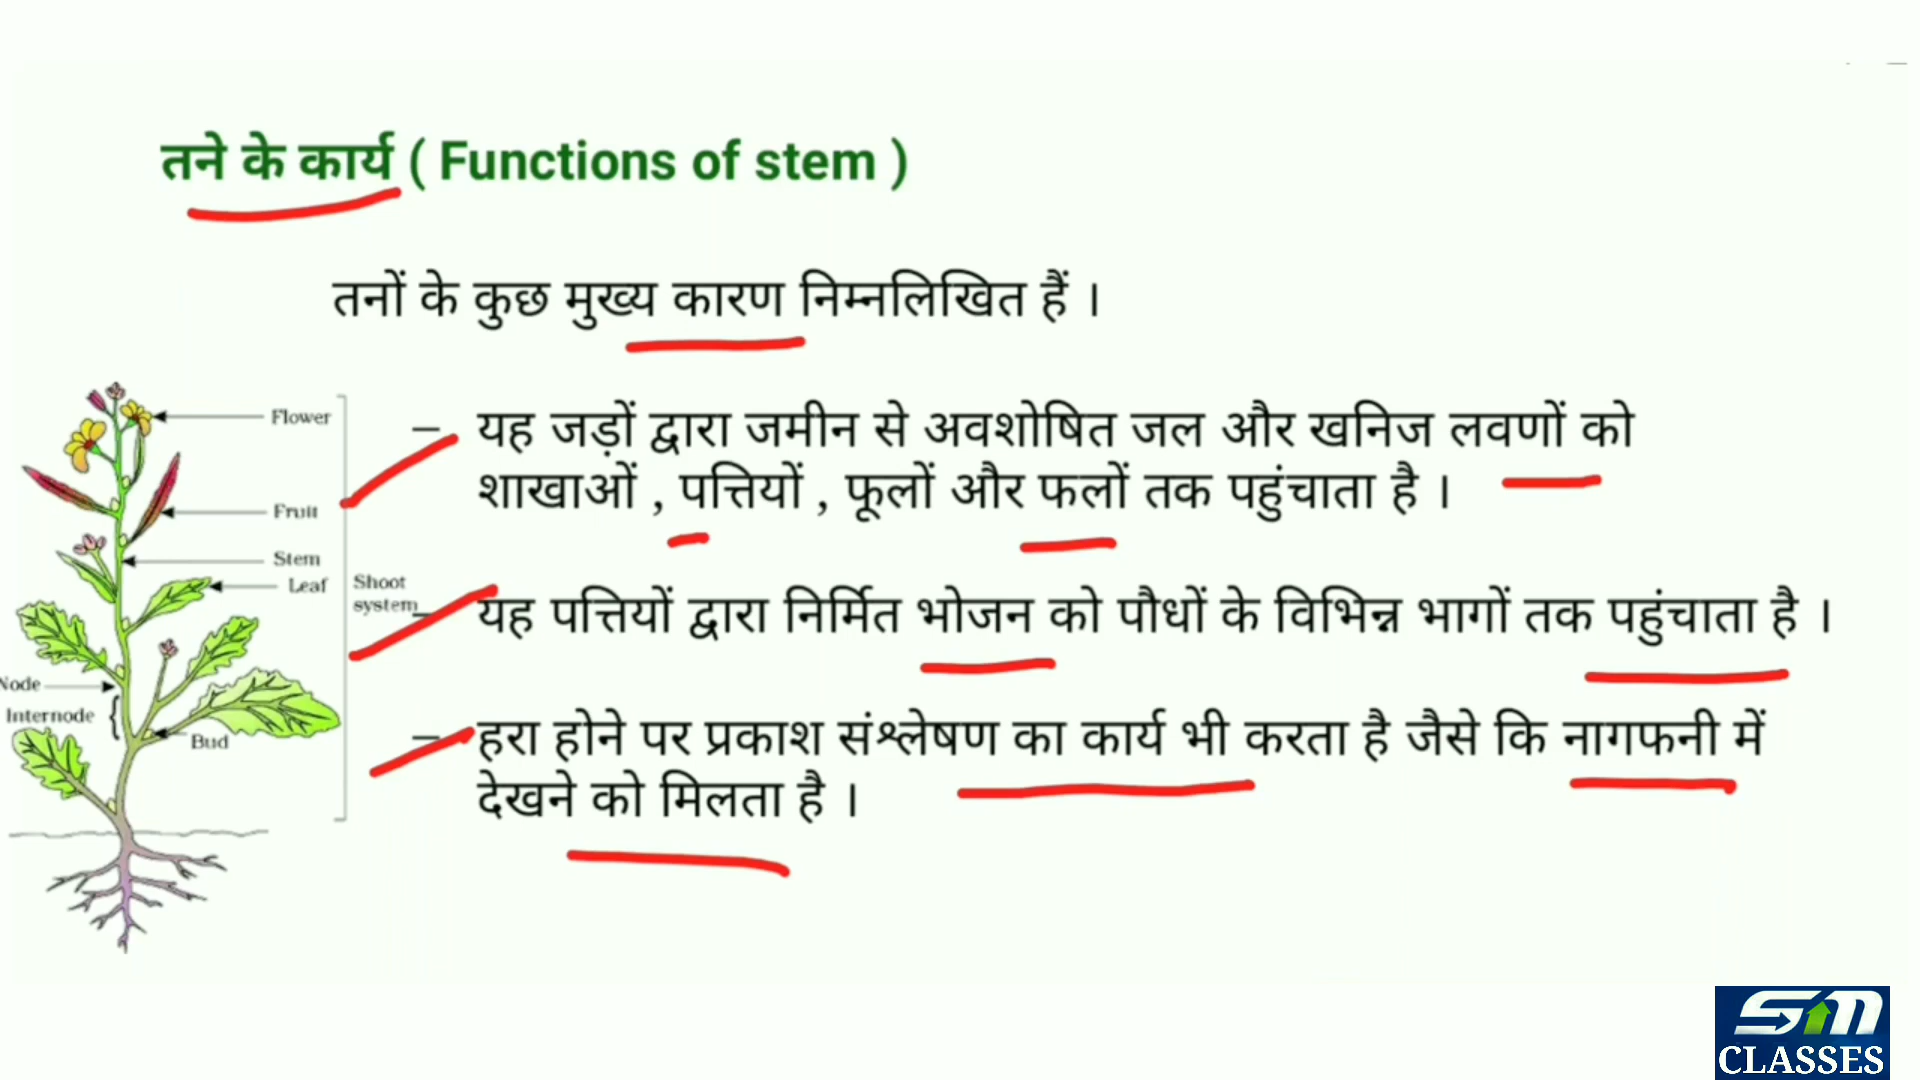 तने के कार्य ( Functions of stem )
तनों के कुछ मुख्य कारण निम्नलिखित हैं ।
– यह जड़ों द्वारा जमीन से अवशोषित जल और खनिज लवणों को
शाखाओं , पत्तियों , फूलों और फलों तक पहुंचाता है ।
– यह पत्तियों द्वारा निर्मित भोजन को पौधों के विभिन्न भागों तक पहुंचाता है ।
– हरा होने पर प्रकाश संश्लेषण का कार्य भी करता है जैसे कि नागफनी में
देखने को मिलता है ।
Flower
Fruit
Stem
Leaf
Shoot
system
Node
Internode
Bud
SM
CLASSES